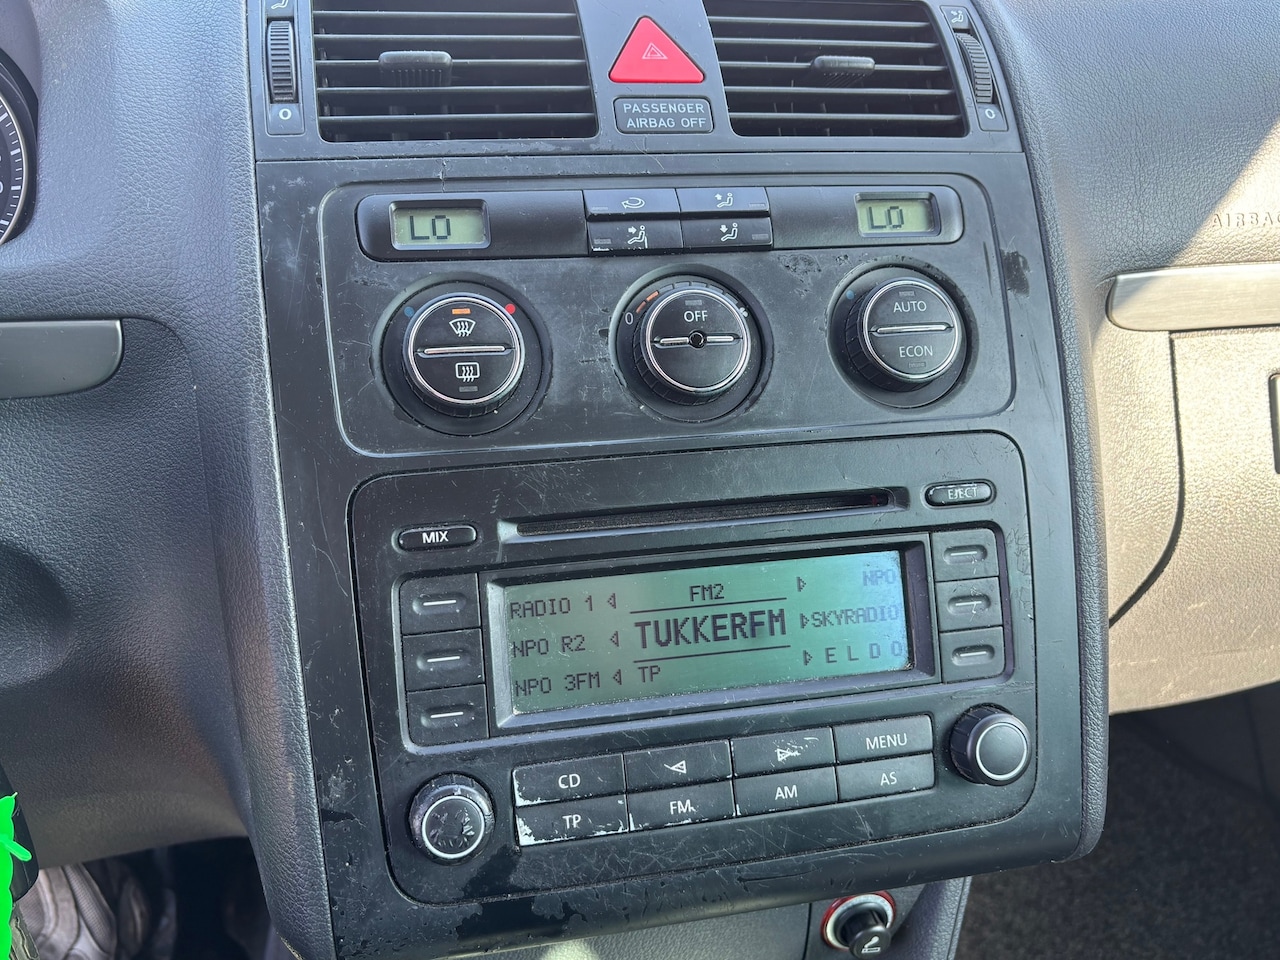 PASSENGER
AIRBAG OFF
O
O
LO
LO
AIRBAG
0
OFF
AUTO
ECON
MIX
EJECT
FM2
RADIO 1
NPO
TUKKERFM
NPO R2
SKYRADIO
NPO 3FM
TP
E L D O
CD
MENU
TP
FM
AM
AS